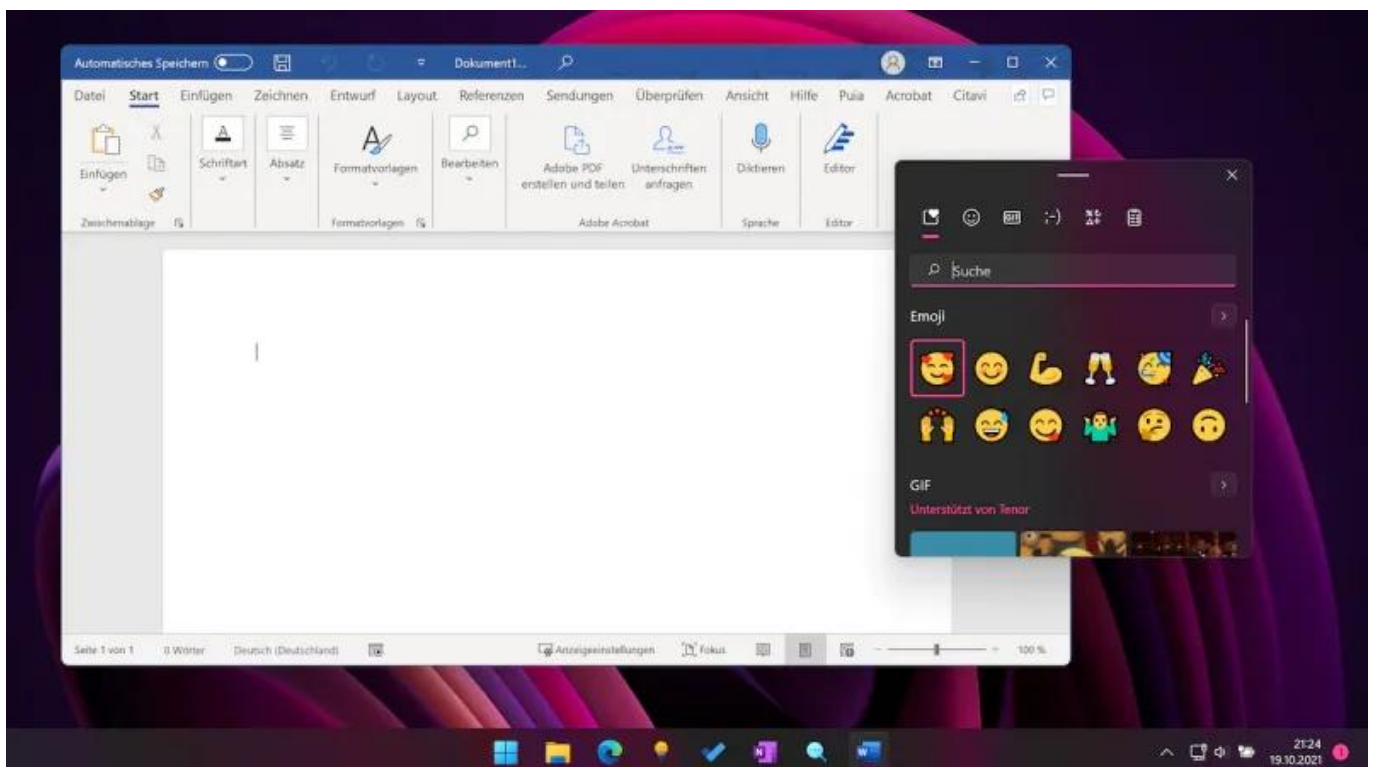 Automatisches Speichern
Dokument1...
Datei Start Einfügen Zeichnen Entwurf Layout Referenzen Sendungen Überprüfen Ansicht Hilfe Puia Acrobat Citavi
Einfügen
Schriftart
Absatz
Formatvorlagen
Bearbeiten
Adobe PDF
erstellen und teilen
Unterschriften
anfragen
Diktieren
Editor
Zwischenablage
Formatvorlagen
Adobe Acrobat
Sprache
Editor
GIF
;-)
Suche
Emoji
GIF
Unterstützt von Tenor
Seite 1 von 1 0 Wörter Deutsch (Deutschland) Anzeigeeinstellungen Fokus 100 %
21:24
19.10.2021
1